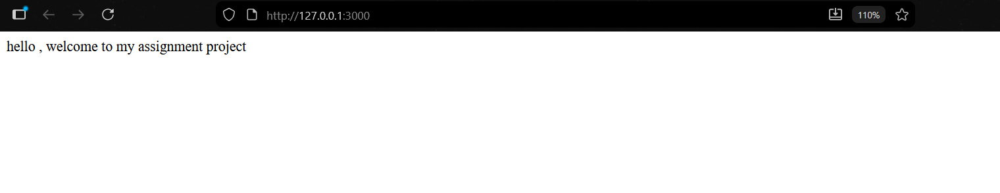 http://127.0.0.1:3000
110%
hello , welcome to my assignment project